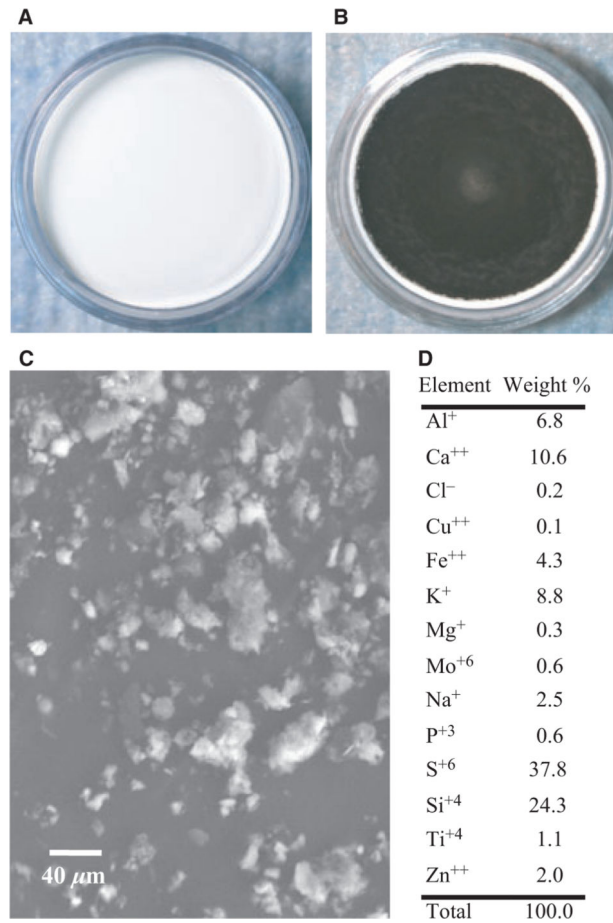 A
B
C
40 μm
D
Element Weight %
Al⁺ 6.8
Ca⁺⁺ 10.6
Cl⁻ 0.2
Cu⁺⁺ 0.1
Fe⁺⁺ 4.3
K⁺ 8.8
Mg⁺ 0.3
Mo⁺⁶ 0.6
Na⁺ 2.5
P⁺³ 0.6
S⁺⁶ 37.8
Si⁺⁴ 24.3
Ti⁺⁴ 1.1
Zn⁺⁺ 2.0
Total 100.0